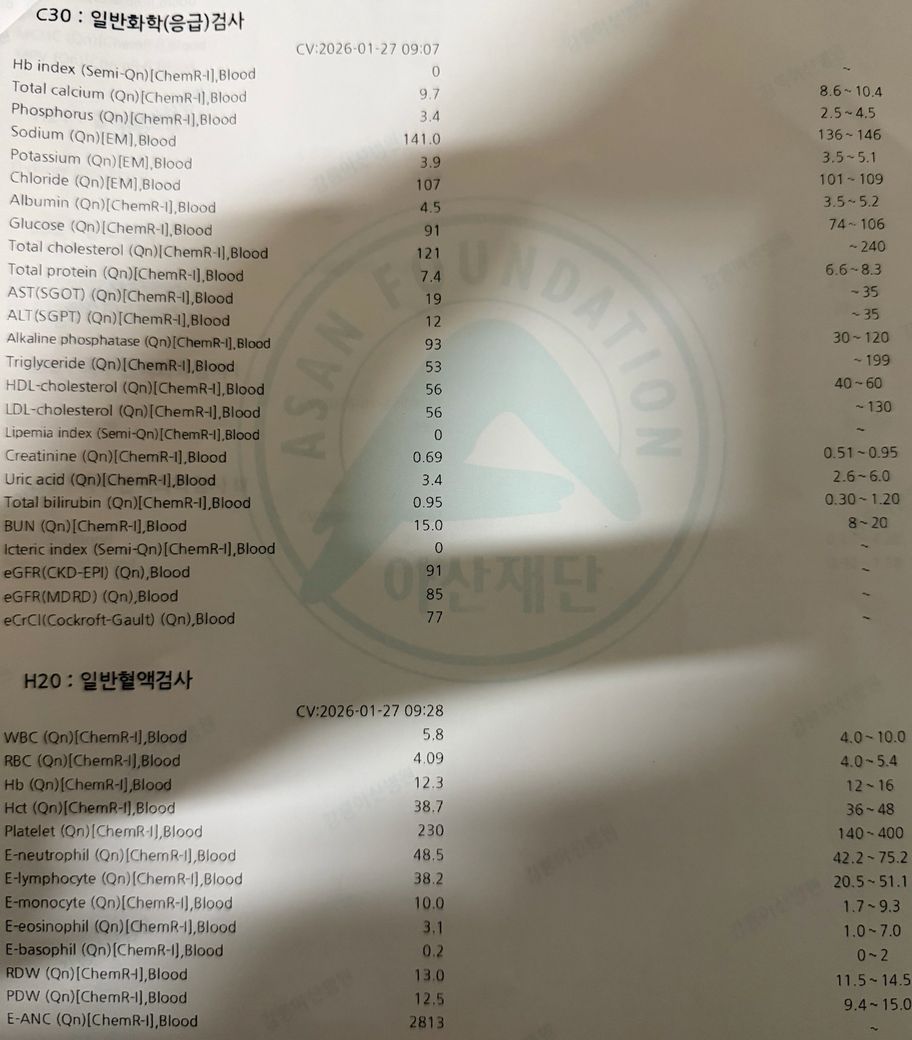 C30 : 일반화학(응급)검사
CV:2026-01-27 09:07
Hb index (Semi-Qn)[ChemR-I],Blood 0 ~
Total calcium (Qn)[ChemR-I],Blood 9.7 8.6~10.4
Phosphorus (Qn)[ChemR-I],Blood 3.4 2.5~4.5
Sodium (Qn)[EM],Blood 141.0 136~146
Potassium (Qn)[EM],Blood 3.9 3.5~5.1
Chloride (Qn)[EM],Blood 107 101~109
Albumin (Qn)[ChemR-I],Blood 4.5 3.5~5.2
Glucose (Qn)[ChemR-I],Blood 91 74~106
Total cholesterol (Qn)[ChemR-I],Blood 121 ~240
Total protein (Qn)[ChemR-I],Blood 7.4 6.6~8.3
AST(SGOT) (Qn)[ChemR-I],Blood 19 ~35
ALT(SGPT) (Qn)[ChemR-I],Blood 12 ~35
Alkaline phosphatase (Qn)[ChemR-I],Blood 93 30~120
Triglyceride (Qn)[ChemR-I],Blood 53 ~199
HDL-cholesterol (Qn)[ChemR-I],Blood 56 40~60
LDL-cholesterol (Qn)[ChemR-I],Blood 56 ~130
Lipemia index (Semi-Qn)[ChemR-I],Blood 0 ~
Creatinine (Qn)[ChemR-I],Blood 0.69 0.51~0.95
Uric acid (Qn)[ChemR-I],Blood 3.4 2.6~6.0
Total bilirubin (Qn)[ChemR-I],Blood 0.95 0.30~1.20
BUN (Qn)[ChemR-I],Blood 15.0 8~20
Icteric index (Semi-Qn)[ChemR-I],Blood 0 ~
eGFR(CKD-EPI) (Qn),Blood 91 ~
eGFR(MDRD) (Qn),Blood 85 ~
eCrCl(Cockroft-Gault) (Qn),Blood 77 ~
ASAN FOUNDATION
아산재단
H20 : 일반혈액검사
CV:2026-01-27 09:28
WBC (Qn)[ChemR-I],Blood 5.8 4.0~10.0
RBC (Qn)[ChemR-I],Blood 4.09 4.0~5.4
Hb (Qn)[ChemR-I],Blood 12.3 12~16
Hct (Qn)[ChemR-I],Blood 38.7 36~48
Platelet (Qn)[ChemR-I],Blood 230 140~400
E-neutrophil (Qn)[ChemR-I],Blood 48.5 42.2~75.2
E-lymphocyte (Qn)[ChemR-I],Blood 38.2 20.5~51.1
E-monocyte (Qn)[ChemR-I],Blood 10.0 1.7~9.3
E-eosinophil (Qn)[ChemR-I],Blood 3.1 1.0~7.0
E-basophil (Qn)[ChemR-I],Blood 0.2 0~2
RDW (Qn)[ChemR-I],Blood 13.0 11.5~14.5
PDW (Qn)[ChemR-I],Blood 12.5 9.4~15.0
E-ANC (Qn)[ChemR-I],Blood 2813 ~